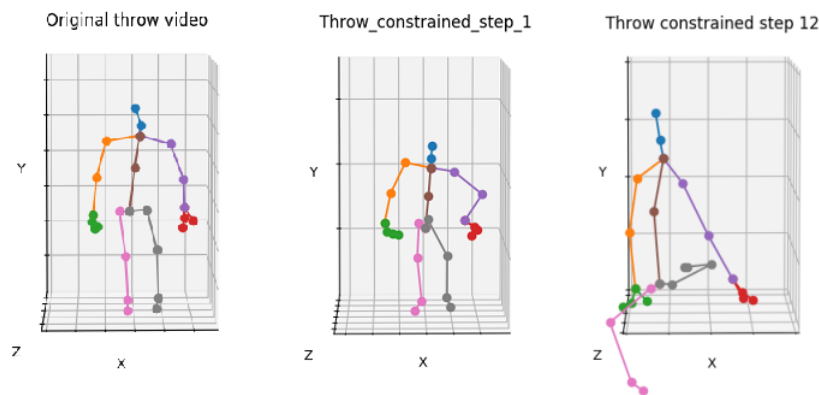 Original throw video
Throw_constrained_step_1
Throw constrained step 12
Y
Y
Y
Z
X
Z
X
Z
X